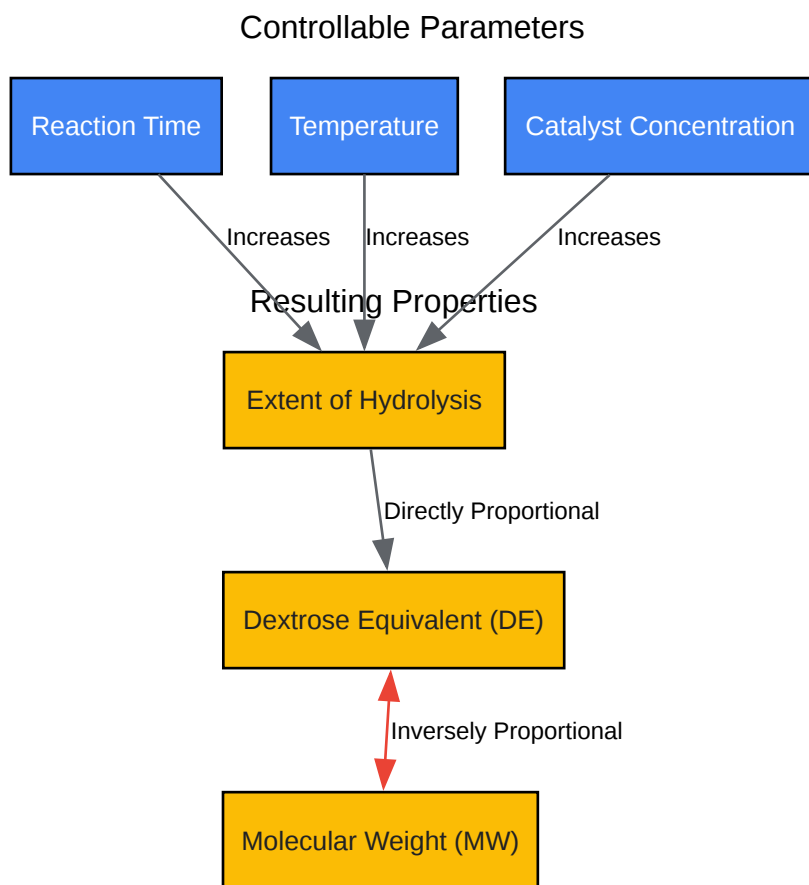 Controllable Parameters
Reaction Time
Temperature
Catalyst Concentration
Increases
Increases
Increases
Resulting Properties
Extent of Hydrolysis
Directly Proportional
Dextrose Equivalent (DE)
Inversely Proportional
Molecular Weight (MW)